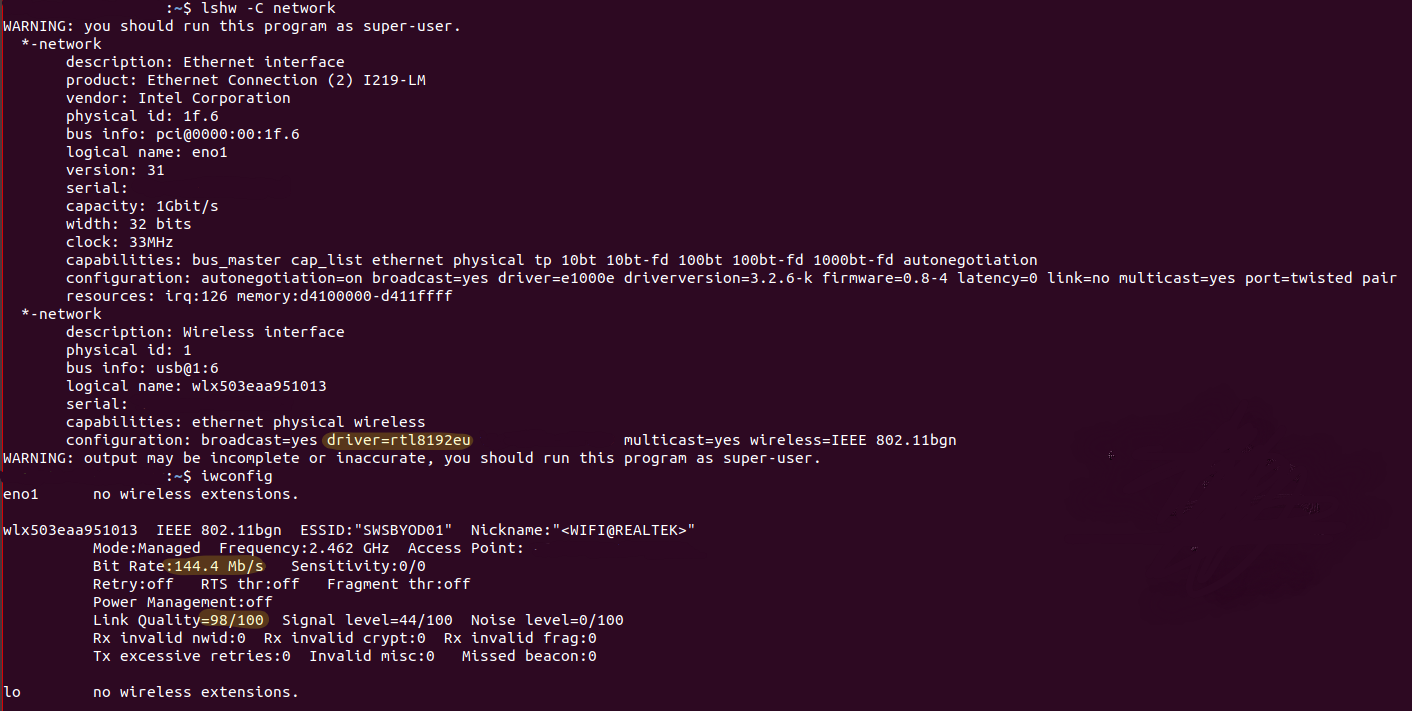 :~$ lshw -C network
WARNING: you should run this program as super-user.
*-network
description: Ethernet interface
product: Ethernet Connection (2) I219-LM
vendor: Intel Corporation
physical id: 1f.6
bus info: pci@0000:00:1f.6
logical name: eno1
version: 31
serial:
capacity: 1Gbit/s
width: 32 bits
clock: 33MHz
capabilities: bus_master cap_list ethernet physical tp 10bt 10bt-fd 100bt 100bt-fd 1000bt-fd autonegotiation
configuration: autonegotiation=on broadcast=yes driver=e1000e driverversion=3.2.6-k firmware=0.8-4 latency=0 link=no multicast=yes port=twisted pair
resources: irq:126 memory:d4100000-d411ffff
*-network
description: Wireless interface
physical id: 1
bus info: usb@1:6
logical name: wlx503eaa951013
serial:
capabilities: ethernet physical wireless
configuration: broadcast=yes driver=rtl8192eu multicast=yes wireless=IEEE 802.11bgn
WARNING: output may be incomplete or inaccurate, you should run this program as super-user.
:~$ iwconfig
eno1 no wireless extensions.
wlx503eaa951013 IEEE 802.11bgn ESSID:"SWSBYOD01" Nickname:"<WIFI@REALTEK>"
Mode:Managed Frequency:2.462 GHz Access Point:
Bit Rate:144.4 Mb/s Sensitivity:0/0
Retry:off RTS thr:off Fragment thr:off
Power Management:off
Link Quality=98/100 Signal level=44/100 Noise level=0/100
Rx invalid nwid:0 Rx invalid crypt:0 Rx invalid frag:0
Tx excessive retries:0 Invalid misc:0 Missed beacon:0
lo no wireless extensions.